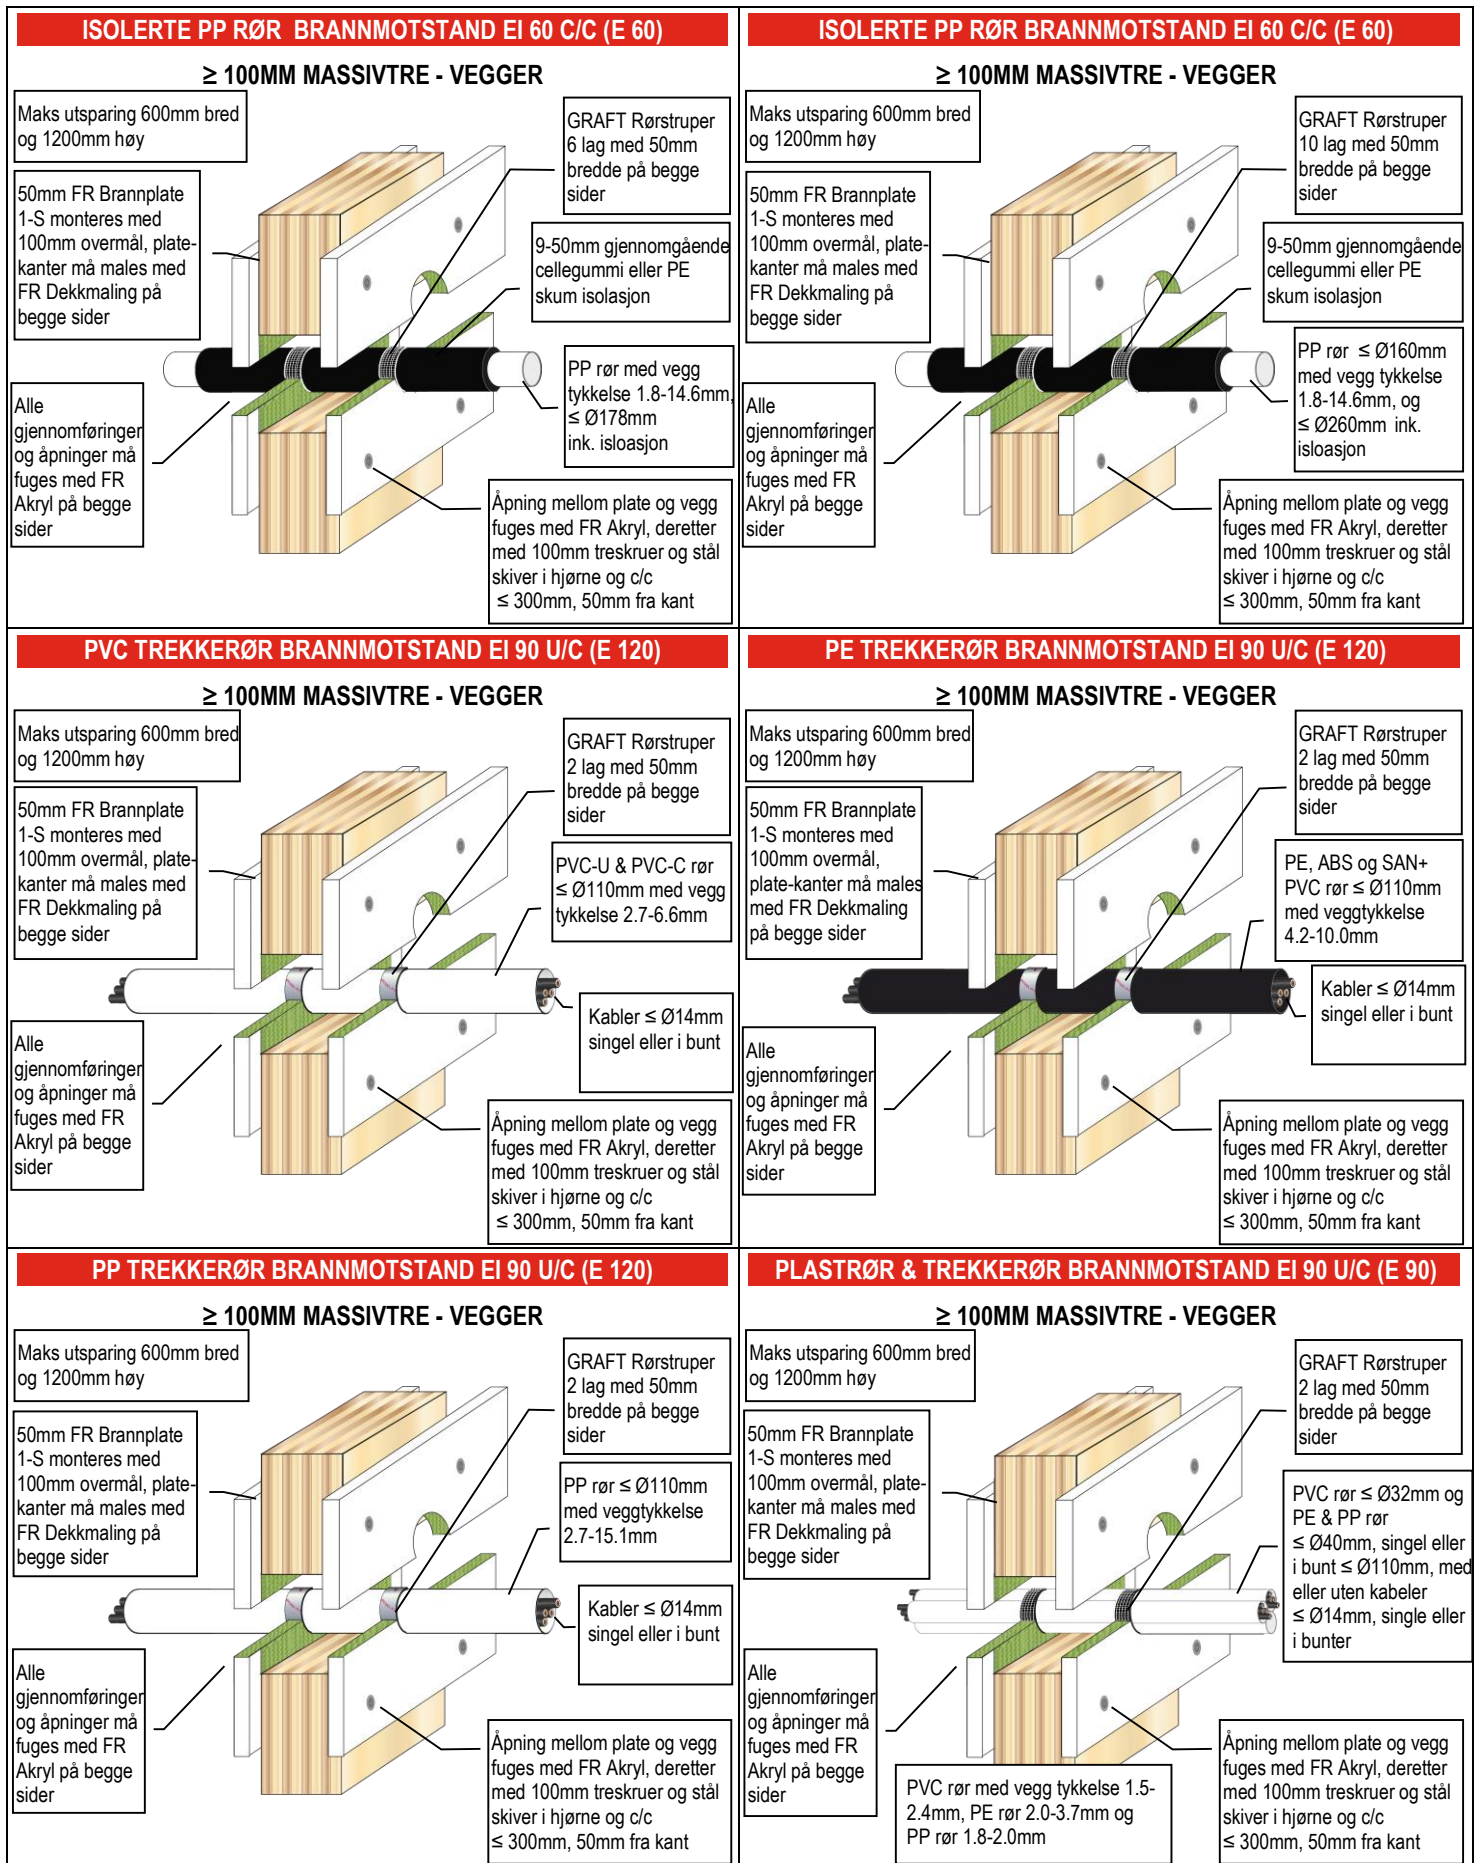 ISOLERTE PP RØR BRANNMOTSTAND EI 60 C/C (E 60)
≥ 100MM MASSIVTRE - VEGGER
Maks utsparing 600mm bred
og 1200mm høy
GRAFT Rørstruper
6 lag med 50mm
bredde på begge
sider
50mm FR Brannplate
1-S monteres med
100mm overmål, plate-
kanter må males med
FR Dekkmaling på
begge sider
9-50mm gjennomgående
cellegummi eller PE
skum isolasjon
PP rør med vegg
tykkelse 1.8-14.6mm,
≤ Ø178mm
ink. isloasjon
Alle
gjennomføringer
og åpninger må
fuges med FR
Akryl på begge
sider
Åpning mellom plate og vegg
fuges med FR Akryl, deretter
med 100mm treskruer og stål
skiver i hjørne og c/c
≤ 300mm, 50mm fra kant
ISOLERTE PP RØR BRANNMOTSTAND EI 60 C/C (E 60)
≥ 100MM MASSIVTRE - VEGGER
Maks utsparing 600mm bred
og 1200mm høy
GRAFT Rørstruper
10 lag med 50mm
bredde på begge
sider
50mm FR Brannplate
1-S monteres med
100mm overmål, plate-
kanter må males med
FR Dekkmaling på
begge sider
9-50mm gjennomgående
cellegummi eller PE
skum isolasjon
PP rør ≤ Ø160mm
med vegg tykkelse
1.8-14.6mm, og
≤ Ø260mm ink.
isloasjon
Alle
gjennomføringer
og åpninger må
fuges med FR
Akryl på begge
sider
Åpning mellom plate og vegg
fuges med FR Akryl, deretter
med 100mm treskruer og stål
skiver i hjørne og c/c
≤ 300mm, 50mm fra kant
PVC TREKKERØR BRANNMOTSTAND EI 90 U/C (E 120)
≥ 100MM MASSIVTRE - VEGGER
Maks utsparing 600mm bred
og 1200mm høy
GRAFT Rørstruper
2 lag med 50mm
bredde på begge
sider
50mm FR Brannplate
1-S monteres med
100mm overmål, plate-
kanter må males med
FR Dekkmaling på
begge sider
PVC-U & PVC-C rør
≤ Ø110mm med vegg
tykkelse 2.7-6.6mm
Kabler ≤ Ø14mm
singel eller i bunt
Alle
gjennomføringer
og åpninger må
fuges med FR
Akryl på begge
sider
Åpning mellom plate og vegg
fuges med FR Akryl, deretter
med 100mm treskruer og stål
skiver i hjørne og c/c
≤ 300mm, 50mm fra kant
PE TREKKERØR BRANNMOTSTAND EI 90 U/C (E 120)
≥ 100MM MASSIVTRE - VEGGER
Maks utsparing 600mm bred
og 1200mm høy
GRAFT Rørstruper
2 lag med 50mm
bredde på begge
sider
50mm FR Brannplate
1-S monteres med
100mm overmål,
plate-kanter må males
med FR Dekkmaling
på begge sider
PE, ABS og SAN+
PVC rør ≤ Ø110mm
med veggtykkelse
4.2-10.0mm
Kabler ≤ Ø14mm
singel eller i bunt
Alle
gjennomføringer
og åpninger må
fuges med FR
Akryl på begge
sider
Åpning mellom plate og vegg
fuges med FR Akryl, deretter
med 100mm treskruer og stål
skiver i hjørne og c/c
≤ 300mm, 50mm fra kant
PP TREKKERØR BRANNMOTSTAND EI 90 U/C (E 120)
≥ 100MM MASSIVTRE - VEGGER
Maks utsparing 600mm bred
og 1200mm høy
GRAFT Rørstruper
2 lag med 50mm
bredde på begge
sider
50mm FR Brannplate
1-S monteres med
100mm overmål, plate-
kanter må males med
FR Dekkmaling på
begge sider
PP rør ≤ Ø110mm
med veggtykkelse
2.7-15.1mm
Kabler ≤ Ø14mm
singel eller i bunt
Alle
gjennomføringer
og åpninger må
fuges med FR
Akryl på begge
sider
Åpning mellom plate og vegg
fuges med FR Akryl, deretter
med 100mm treskruer og stål
skiver i hjørne og c/c
≤ 300mm, 50mm fra kant
PLASTRØR & TREKKERØR BRANNMOTSTAND EI 90 U/C (E 90)
≥ 100MM MASSIVTRE - VEGGER
Maks utsparing 600mm bred
og 1200mm høy
GRAFT Rørstruper
2 lag med 50mm
bredde på begge
sider
50mm FR Brannplate
1-S monteres med
100mm overmål, plate-
kanter må males med
FR Dekkmaling på
begge sider
PVC rør ≤ Ø32mm og
PE & PP rør
≤ Ø40mm, singel eller
i bunt ≤ Ø110mm, med
eller uten kabeler
≤ Ø14mm, single eller
i bunter
Alle
gjennomføringer
og åpninger må
fuges med FR
Akryl på begge
sider
PVC rør med vegg tykkelse 1.5-
2.4mm, PE rør 2.0-3.7mm og
PP rør 1.8-2.0mm
Åpning mellom plate og vegg
fuges med FR Akryl, deretter
med 100mm treskruer og stål
skiver i hjørne og c/c
≤ 300mm, 50mm fra kant